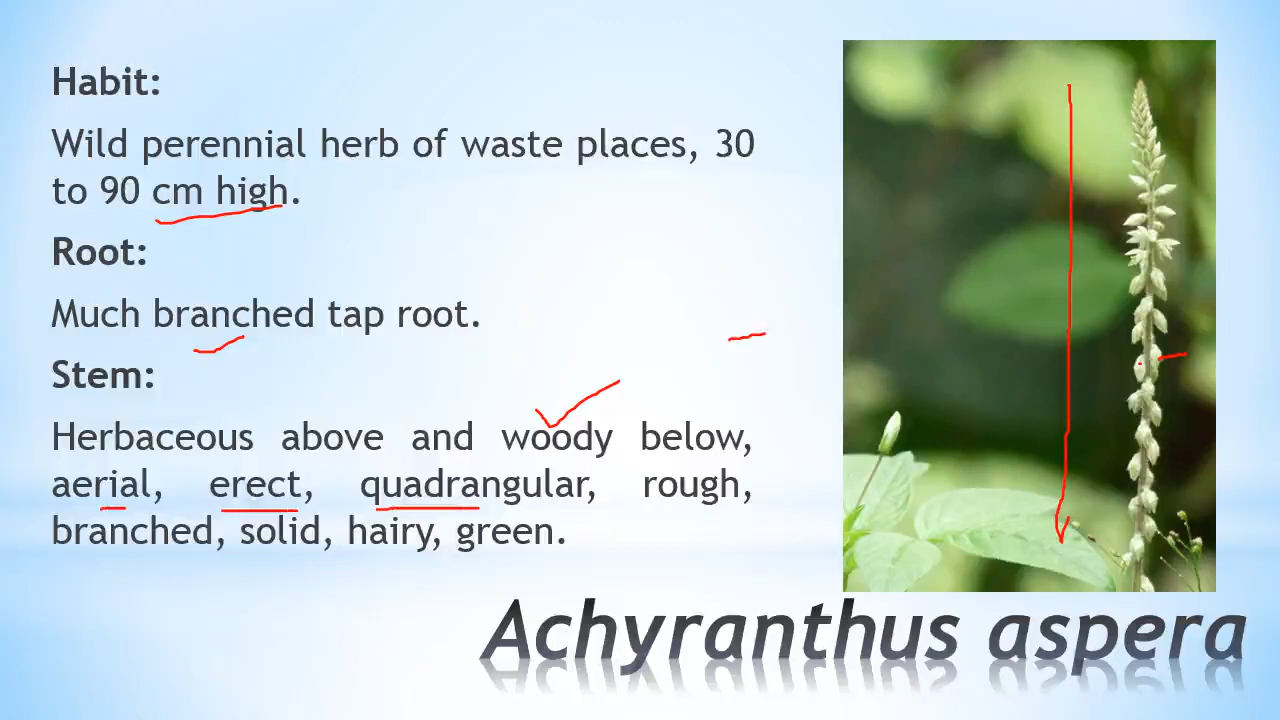 Habit:
Wild perennial herb of waste places, 30
to 90 cm high.
Root:
Much branched tap root.
Stem:
Herbaceous above and woody below,
aerial, erect, quadrangular, rough,
branched, solid, hairy, green.
Achyranthus aspera